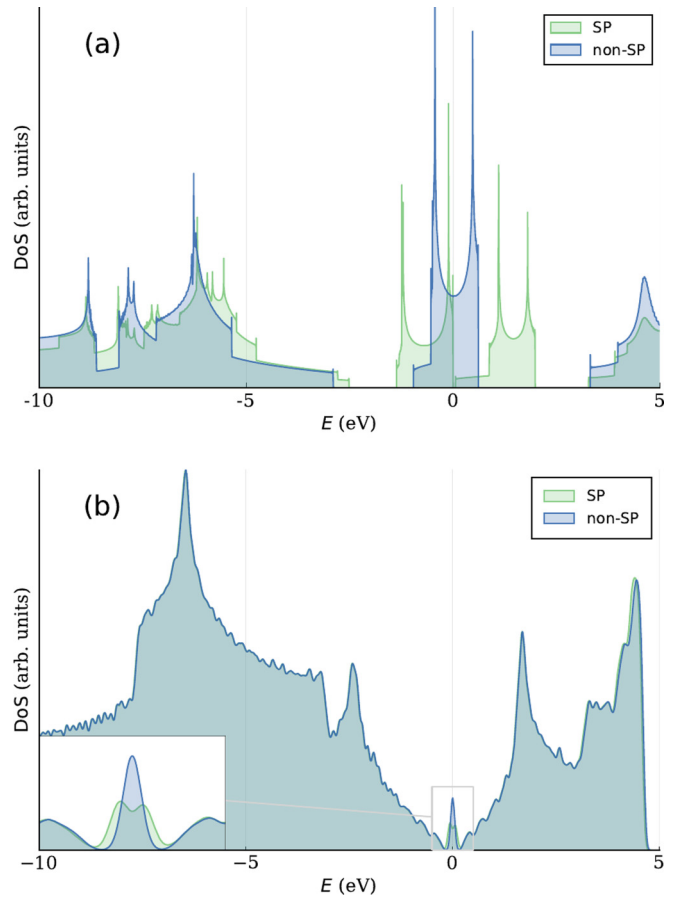 (a)
SP
non-SP
DoS (arb. units)
-10
-5
0
5
E (eV)
(b)
SP
non-SP
DoS (arb. units)
−10
−5
0
5
E (eV)